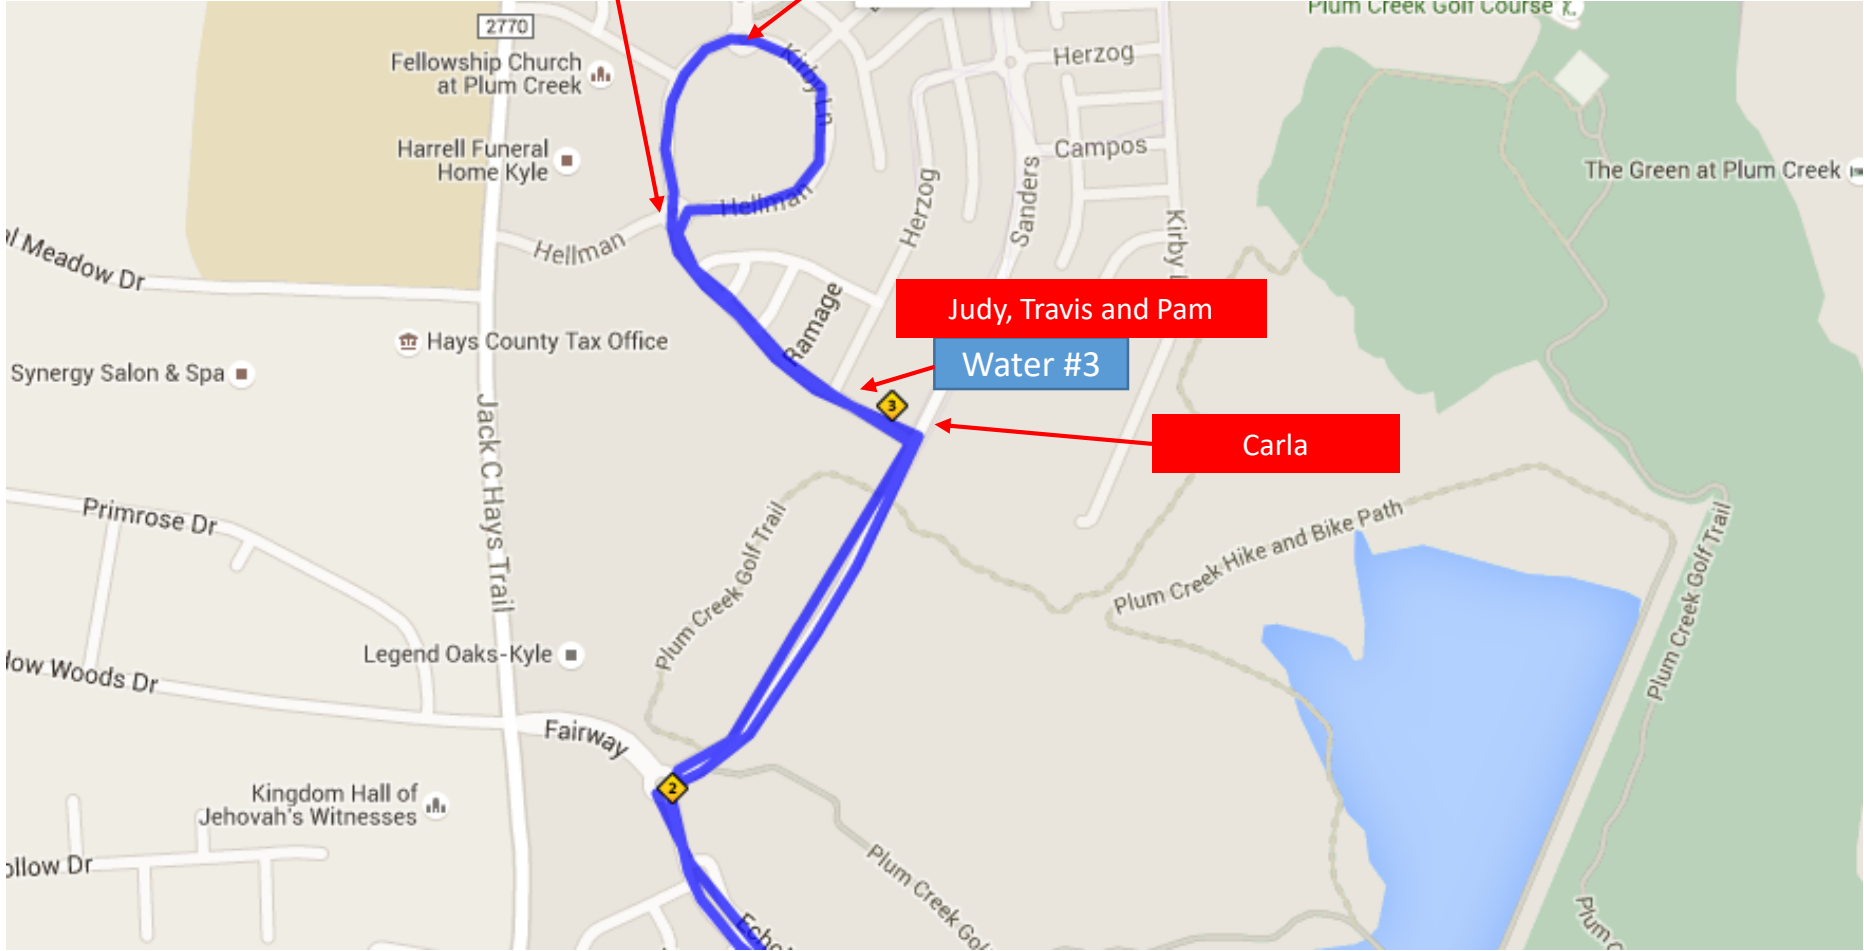 Plum Creek Golf Course
2770
Fellowship Church
at Plum Creek
Kirby Ln
Herzog
Harrell Funeral
Home Kyle
Campos
The Green at Plum Creek
Hellman
Herzog
Sanders
Kirby
Hellman
Meadow Dr
Judy, Travis and Pam
Ramage
Hays County Tax Office
Water #3
Synergy Salon & Spa
3
Carla
Jack C Hays Trail
Primrose Dr
Plum Creek Golf Trail
Plum Creek Hike and Bike Path
Plum Creek Golf Trail
Legend Oaks-Kyle
Woods Dr
Fairway
2
Kingdom Hall of
Jehovah's Witnesses
Plum Creek
Dr
Plum